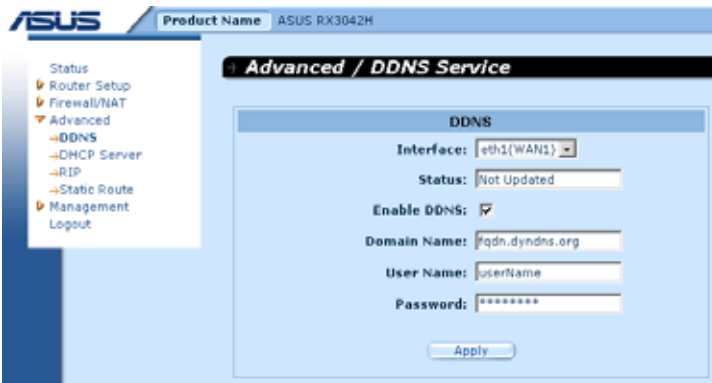 ASUS
Product Name ASUS RX3042H
Status
Router Setup
Firewall/NAT
Advanced
DDNS
DHCP Server
RIP
Static Route
Management
Logout
Advanced / DDNS Service
DDNS
Interface: eth1(WAN1)
Status: Not Updated
Enable DDNS:
Domain Name: fqdn.dyndns.org
User Name: userName
Password: ********
Apply